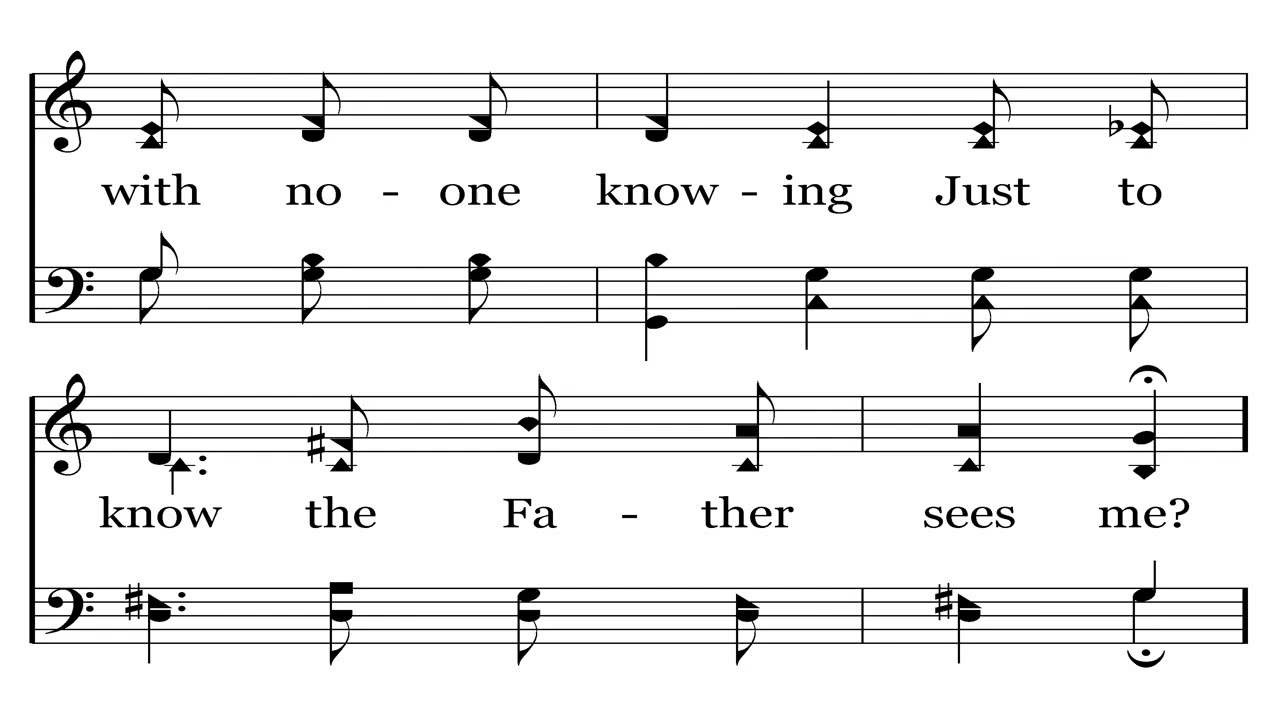 with no - one know - ing Just to
know the Fa - ther sees me?